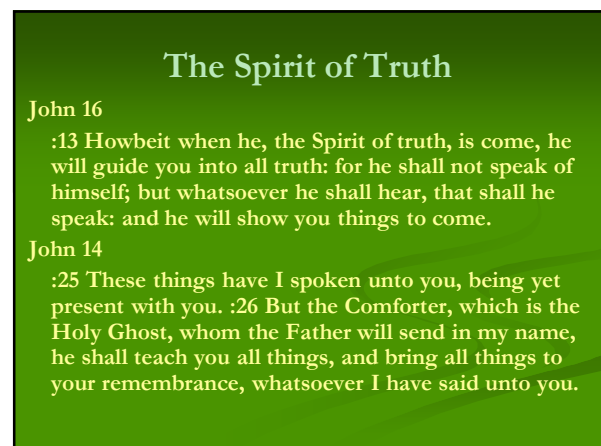 The Spirit of Truth
John 16
:13 Howbeit when he, the Spirit of truth, is come, he
will guide you into all truth: for he shall not speak of
himself; but whatsoever he shall hear, that shall he
speak: and he will show you things to come.
John 14
:25 These things have I spoken unto you, being yet
present with you. :26 But the Comforter, which is the
Holy Ghost, whom the Father will send in my name,
he shall teach you all things, and bring all things to
your remembrance, whatsoever I have said unto you.